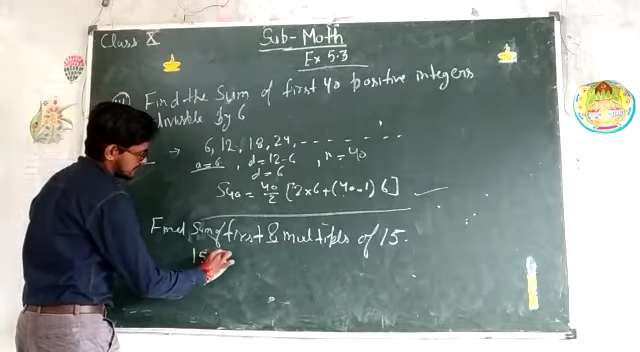 Class X
Sub- Math
Ex 5.3
Find the Sum of first 40 positive integers
divisible by 6
→ 6, 12, 18, 24, - - - - - - - -
a = 6, d = 12-6, n = 40
d = 6
S40 = 40/2 [2×6+(40-1) 6]
Find Sum of first 8 multiples of 15.
15